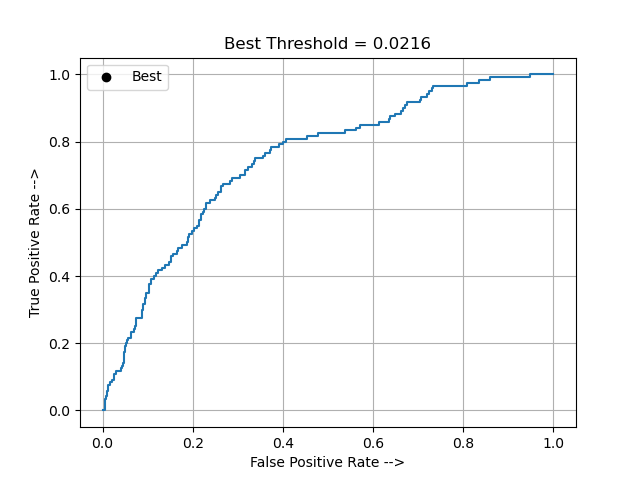 Best Threshold = 0.0216
Best
True Positive Rate -->
1.0
0.8
0.6
0.4
0.2
0.0
0.0 0.2 0.4 0.6 0.8 1.0
False Positive Rate -->